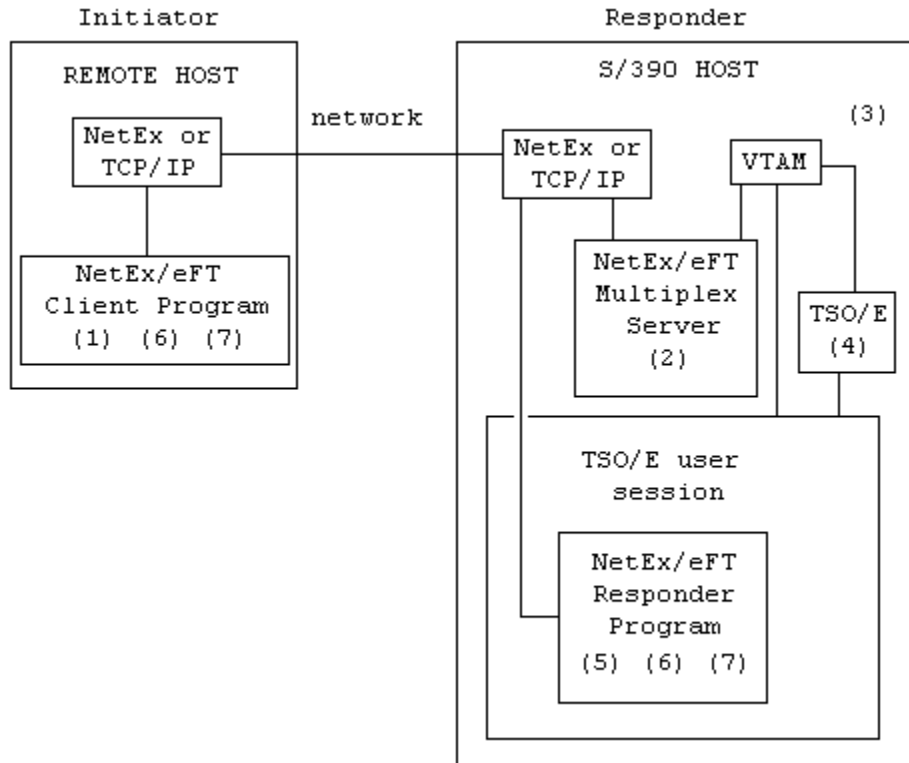 Initiator
Responder
REMOTE HOST
S/390 HOST
(3)
network
NetEx or
TCP/IP
NetEx or
TCP/IP
VTAM
NetEx/eFT
Client Program
(1) (6) (7)
NetEx/eFT
Multiplex
Server
(2)
TSO/E
(4)
TSO/E user
session
NetEx/eFT
Responder
Program
(5) (6) (7)